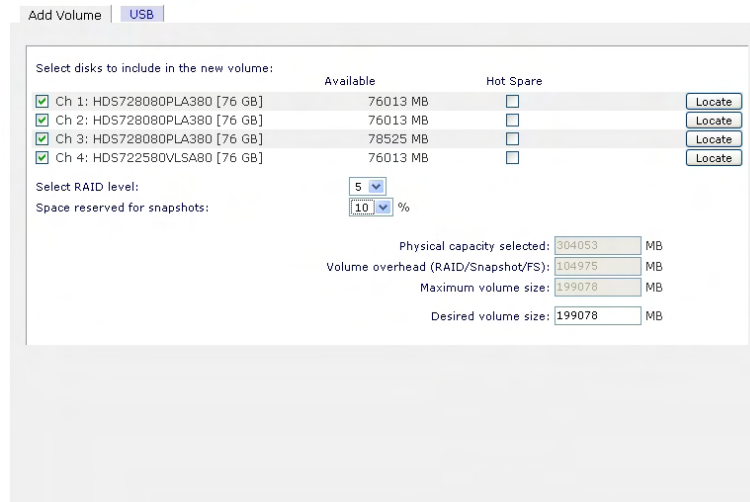 Add Volume USB
Select disks to include in the new volume:
Available Hot Spare
Ch 1: HDS728080PLA380 [76 GB] 76013 MB Locate
Ch 2: HDS728080PLA380 [76 GB] 76013 MB Locate
Ch 3: HDS728080PLA380 [76 GB] 78525 MB Locate
Ch 4: HDS722580VLSA80 [76 GB] 76013 MB Locate
Select RAID level: 5
Space reserved for snapshots: 10 %
Physical capacity selected: 304053 MB
Volume overhead (RAID/Snapshot/FS): 104975 MB
Maximum volume size: 199078 MB
Desired volume size: 199078 MB